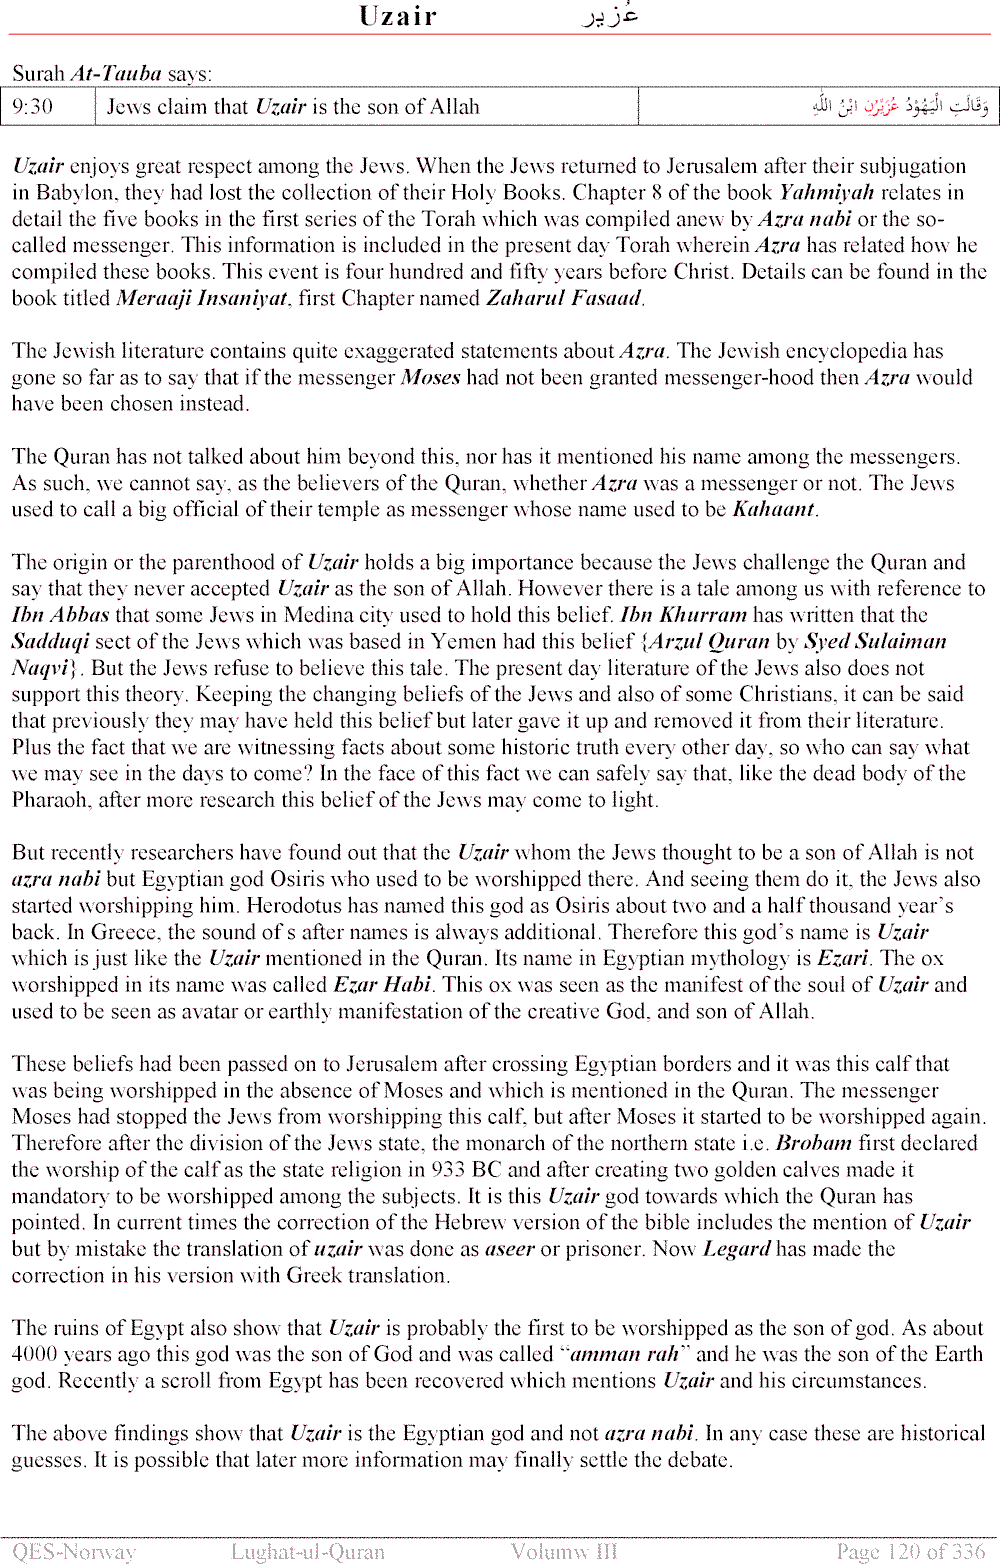 Uzair عُزير
Surah At-Tauba says:
9:30 Jews claim that Uzair is the son of Allah وَقَالَتِ الْيَهُوْدُ عُزَيْرُنِ ابْنُ اللّٰهِ
Uzair enjoys great respect among the Jews. When the Jews returned to Jerusalem after their subjugation
in Babylon, they had lost the collection of their Holy Books. Chapter 8 of the book Yahmiyah relates in
detail the five books in the first series of the Torah which was compiled anew by Azra nabi or the so-
called messenger. This information is included in the present day Torah wherein Azra has related how he
compiled these books. This event is four hundred and fifty years before Christ. Details can be found in the
book titled Meraaji Insaniyat, first Chapter named Zaharul Fasaad.
The Jewish literature contains quite exaggerated statements about Azra. The Jewish encyclopedia has
gone so far as to say that if the messenger Moses had not been granted messenger-hood then Azra would
have been chosen instead.
The Quran has not talked about him beyond this, nor has it mentioned his name among the messengers.
As such, we cannot say, as the believers of the Quran, whether Azra was a messenger or not. The Jews
used to call a big official of their temple as messenger whose name used to be Kahaant.
The origin or the parenthood of Uzair holds a big importance because the Jews challenge the Quran and
say that they never accepted Uzair as the son of Allah. However there is a tale among us with reference to
Ibn Abbas that some Jews in Medina city used to hold this belief. Ibn Khurram has written that the
Sadduqi sect of the Jews which was based in Yemen had this belief {Arzul Quran by Syed Sulaiman
Naqvi}. But the Jews refuse to believe this tale. The present day literature of the Jews also does not
support this theory. Keeping the changing beliefs of the Jews and also of some Christians, it can be said
that previously they may have held this belief but later gave it up and removed it from their literature.
Plus the fact that we are witnessing facts about some historic truth every other day, so who can say what
we may see in the days to come? In the face of this fact we can safely say that, like the dead body of the
Pharaoh, after more research this belief of the Jews may come to light.
But recently researchers have found out that the Uzair whom the Jews thought to be a son of Allah is not
azra nabi but Egyptian god Osiris who used to be worshipped there. And seeing them do it, the Jews also
started worshipping him. Herodotus has named this god as Osiris about two and a half thousand year's
back. In Greece, the sound of s after names is always additional. Therefore this god's name is Uzair
which is just like the Uzair mentioned in the Quran. Its name in Egyptian mythology is Ezari. The ox
worshipped in its name was called Ezar Habi. This ox was seen as the manifest of the soul of Uzair and
used to be seen as avatar or earthly manifestation of the creative God, and son of Allah.
These beliefs had been passed on to Jerusalem after crossing Egyptian borders and it was this calf that
was being worshipped in the absence of Moses and which is mentioned in the Quran. The messenger
Moses had stopped the Jews from worshipping this calf, but after Moses it started to be worshipped again.
Therefore after the division of the Jews state, the monarch of the northern state i.e. Brobam first declared
the worship of the calf as the state religion in 933 BC and after creating two golden calves made it
mandatory to be worshipped among the subjects. It is this Uzair god towards which the Quran has
pointed. In current times the correction of the Hebrew version of the bible includes the mention of Uzair
but by mistake the translation of uzair was done as aseer or prisoner. Now Legard has made the
correction in his version with Greek translation.
The ruins of Egypt also show that Uzair is probably the first to be worshipped as the son of god. As about
4000 years ago this god was the son of God and was called “amman rah” and he was the son of the Earth
god. Recently a scroll from Egypt has been recovered which mentions Uzair and his circumstances.
The above findings show that Uzair is the Egyptian god and not azra nabi. In any case these are historical
guesses. It is possible that later more information may finally settle the debate.
QES-Norway Lughat-ul-Quran Volumw III Page 120 of 336